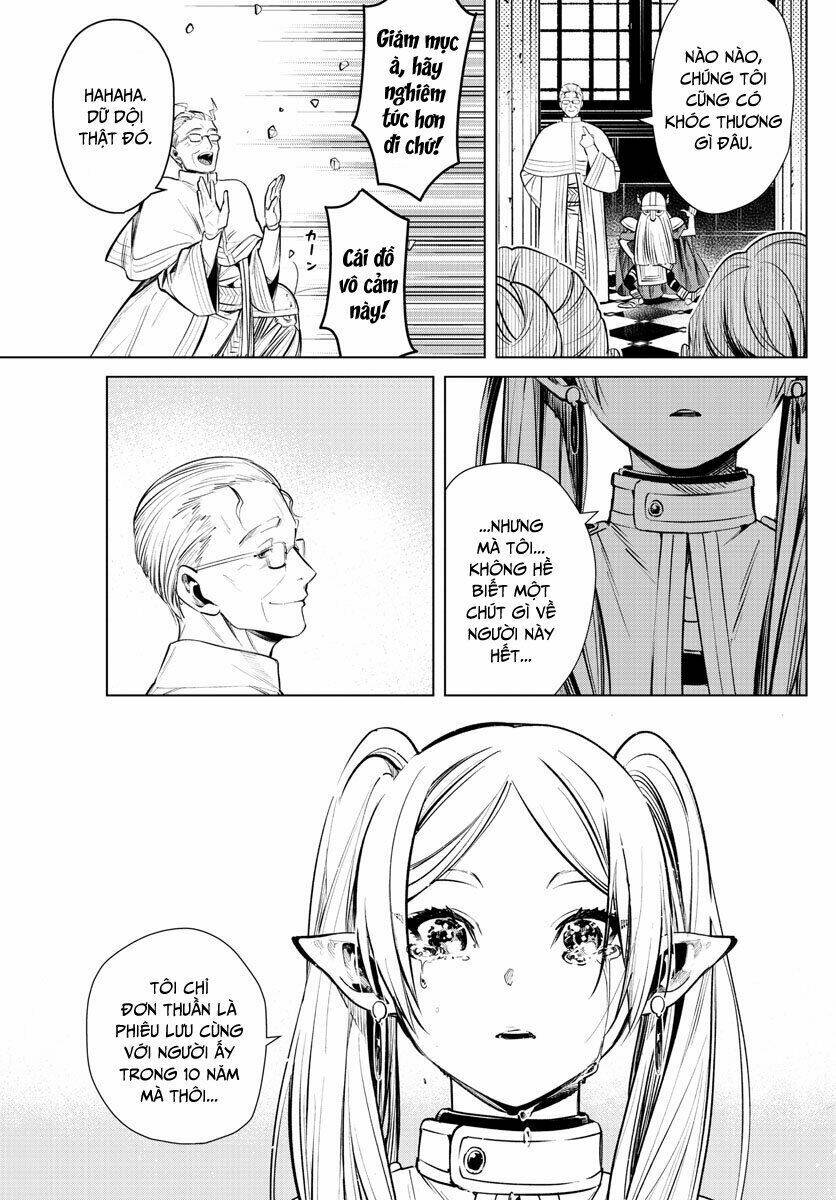 NÀO NÀO,
CHÚNG TÔI
CŨNG CÓ
KHÓC THƯƠNG
GÌ ĐÂU.
Giám mục
à, hãy
nghiêm
túc hơn
đi chứ!
Cái đồ
vô cảm
này!
カーン
HAHAHA.
DỮ DỘI
THẬT ĐÓ.
...NHƯNG
MÀ TÔI...
KHÔNG HỀ
BIẾT MỘT
CHÚT GÌ VỀ
NGƯỜI NÀY
HẾT...
TÔI CHỈ
ĐƠN THUẦN LÀ
PHIÊU LƯU CÙNG
VỚI NGƯỜI ẤY
TRONG 10 NĂM
MÀ THÔI...